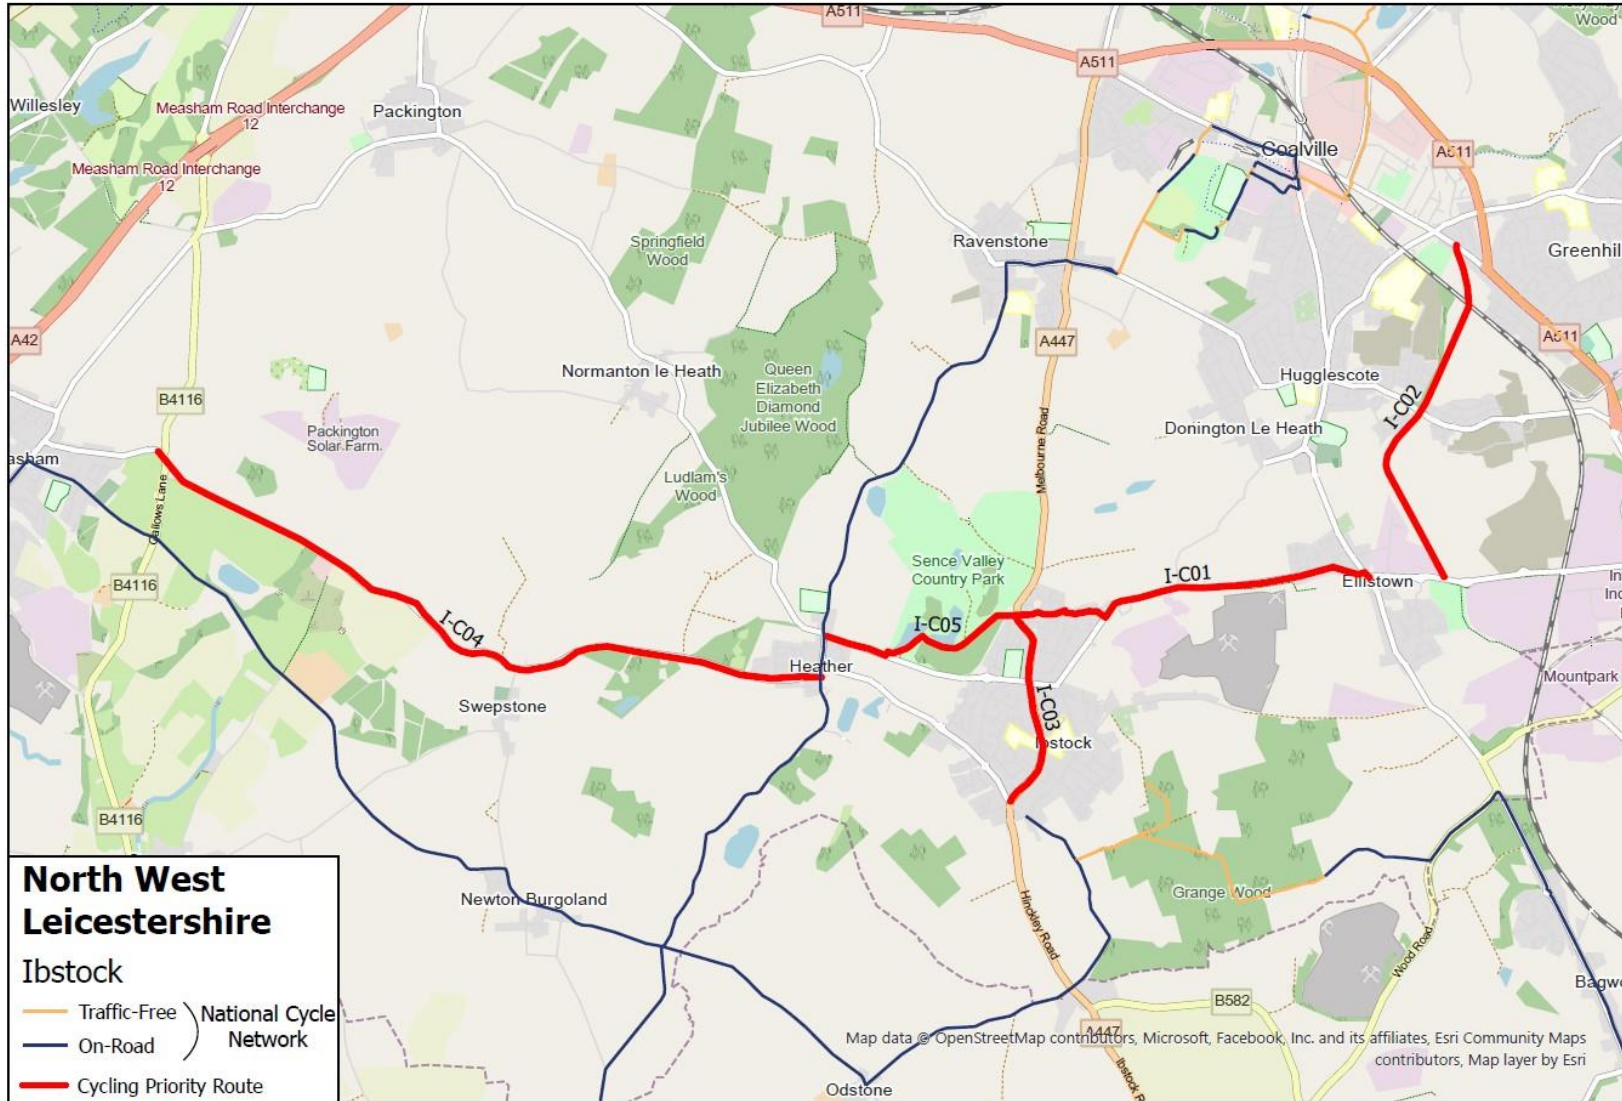 A511
Wood
Willesley
Measham Road Interchange
12
Packington
A511
Measham Road Interchange
12
Coalville
A511
Springfield
Wood
Ravenstone
Greenhil
A42
A447
A511
Normanton le Heath
Queen
Elizabeth
Diamond
Jubilee Wood
Hugglescote
B4116
I-C02
Packington
Solar Farm
Donington Le Heath
asham
Melbourne Road
Ludlam's
Wood
Gallows Lane
Sence Valley
Country Park
B4116
I-C01
Ellistown
I-C04
I-C05
Heather
Mountpark
Swepstone
I-C03
Ibstock
B4116
North West
Leicestershire
Ibstock
Traffic-Free
On-Road
National Cycle
Network
Cycling Priority Route
Newton Burgoland
Grange Wood
Hinckley Road
Wood Road
Bagwo
B582
A447
Map data @ OpenStreetMap contributors, Microsoft, Facebook, Inc. and its affiliates, Esri Community Maps
contributors, Map layer by Esri
Ibstock R
Odstone